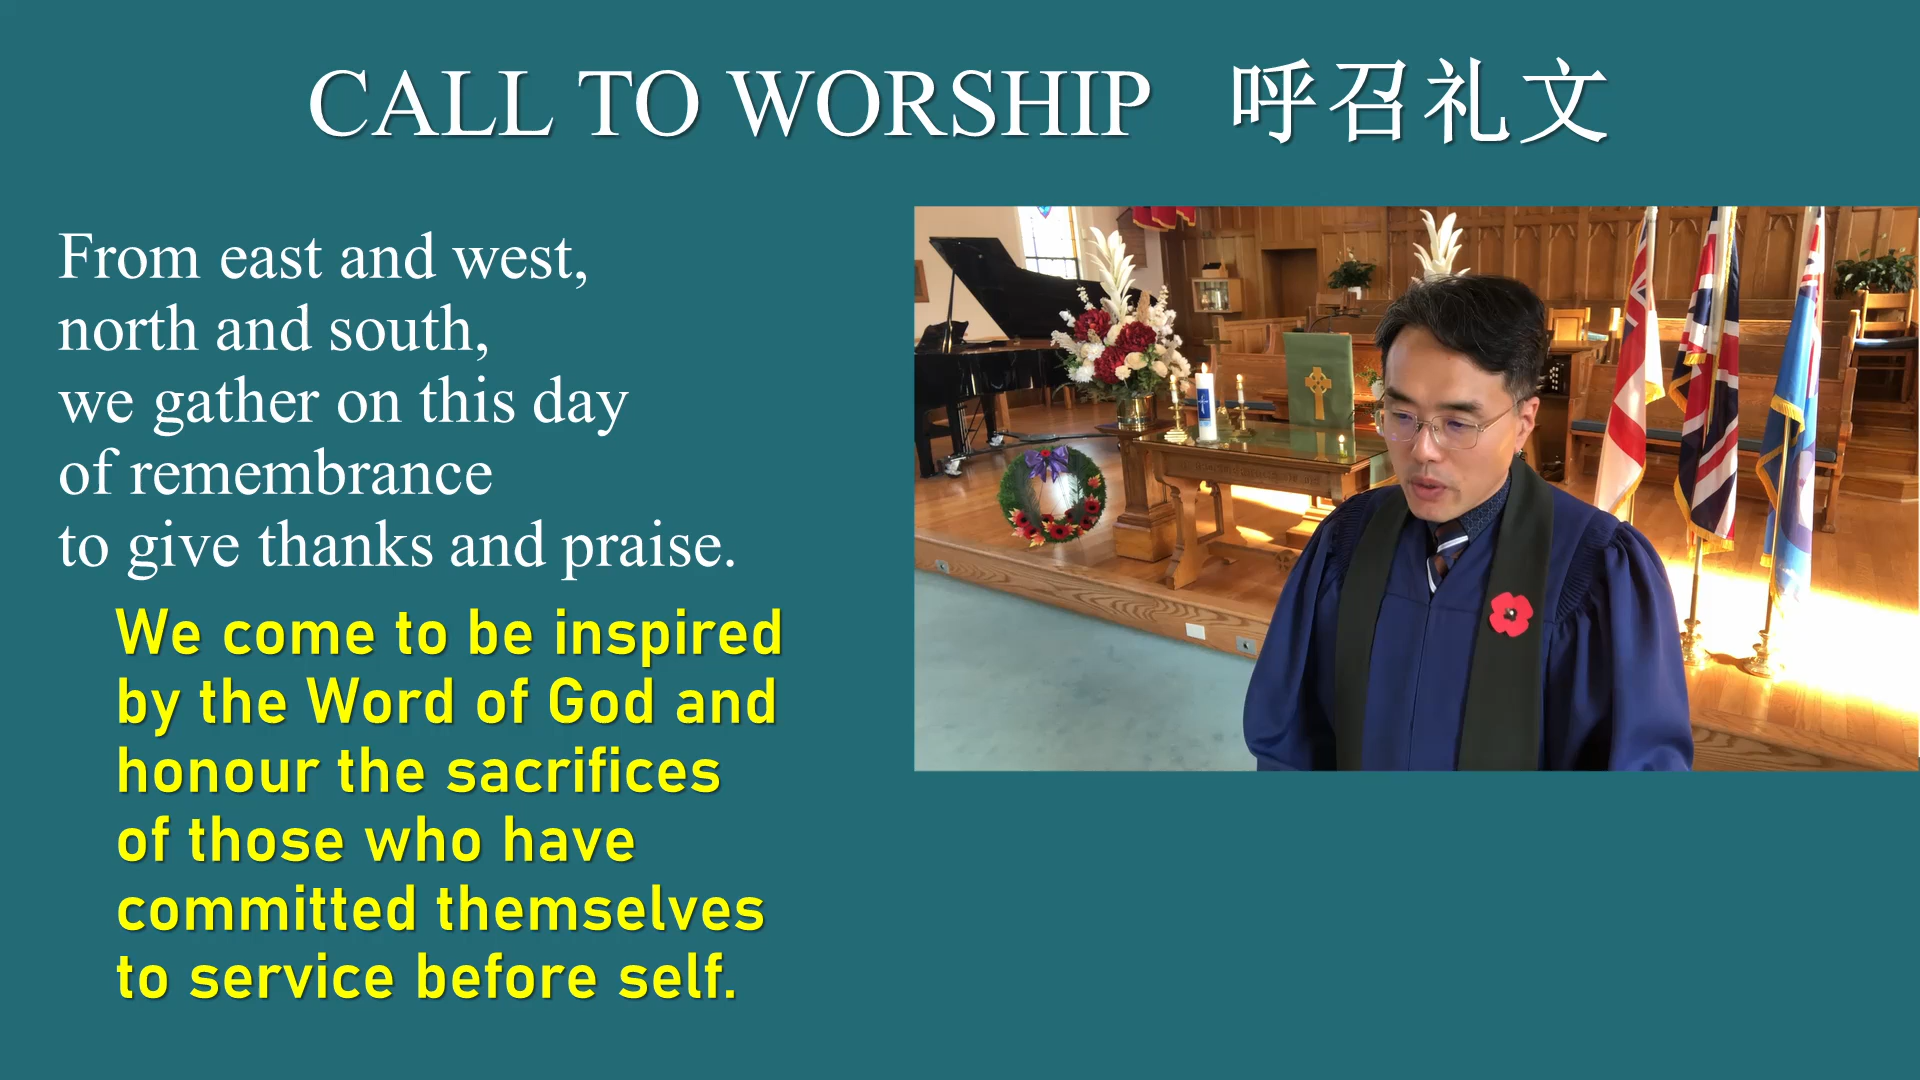 CALL TO WORSHIP 呼召礼文
From east and west,
north and south,
we gather on this day
of remembrance
to give thanks and praise.
We come to be inspired
by the Word of God and
honour the sacrifices
of those who have
committed themselves
to service before self.